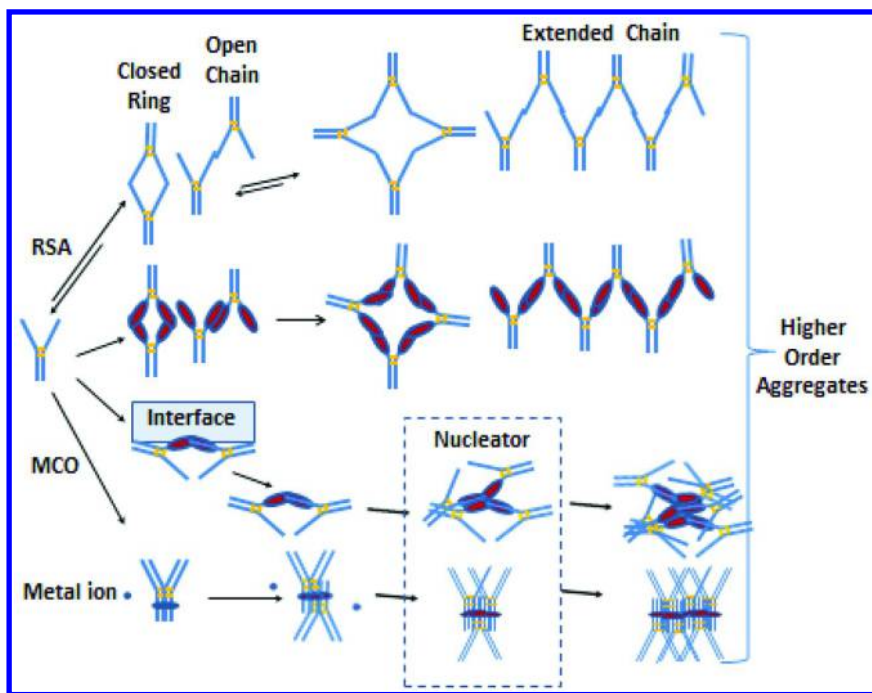 Closed
Ring
Open
Chain
Extended Chain
RSA
Higher
Order
Aggregates
Interface
Nucleator
MCO
Metal ion